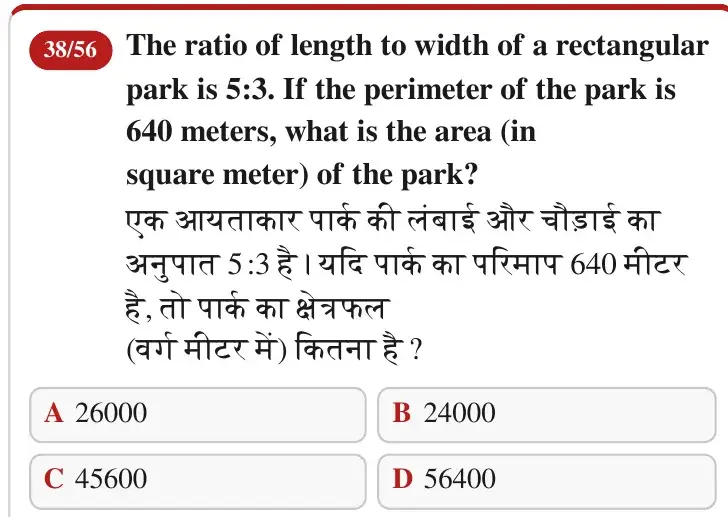 38/56 The ratio of length to width of a rectangular
park is 5:3. If the perimeter of the park is
640 meters, what is the area (in
square meter) of the park?
एक आयताकार पार्क की लंबाई और चौड़ाई का
अनुपात 5:3 है। यदि पार्क का परिमाप 640 मीटर
है, तो पार्क का क्षेत्रफल
(वर्ग मीटर में) कितना है ?
A 26000
B 24000
C 45600
D 56400